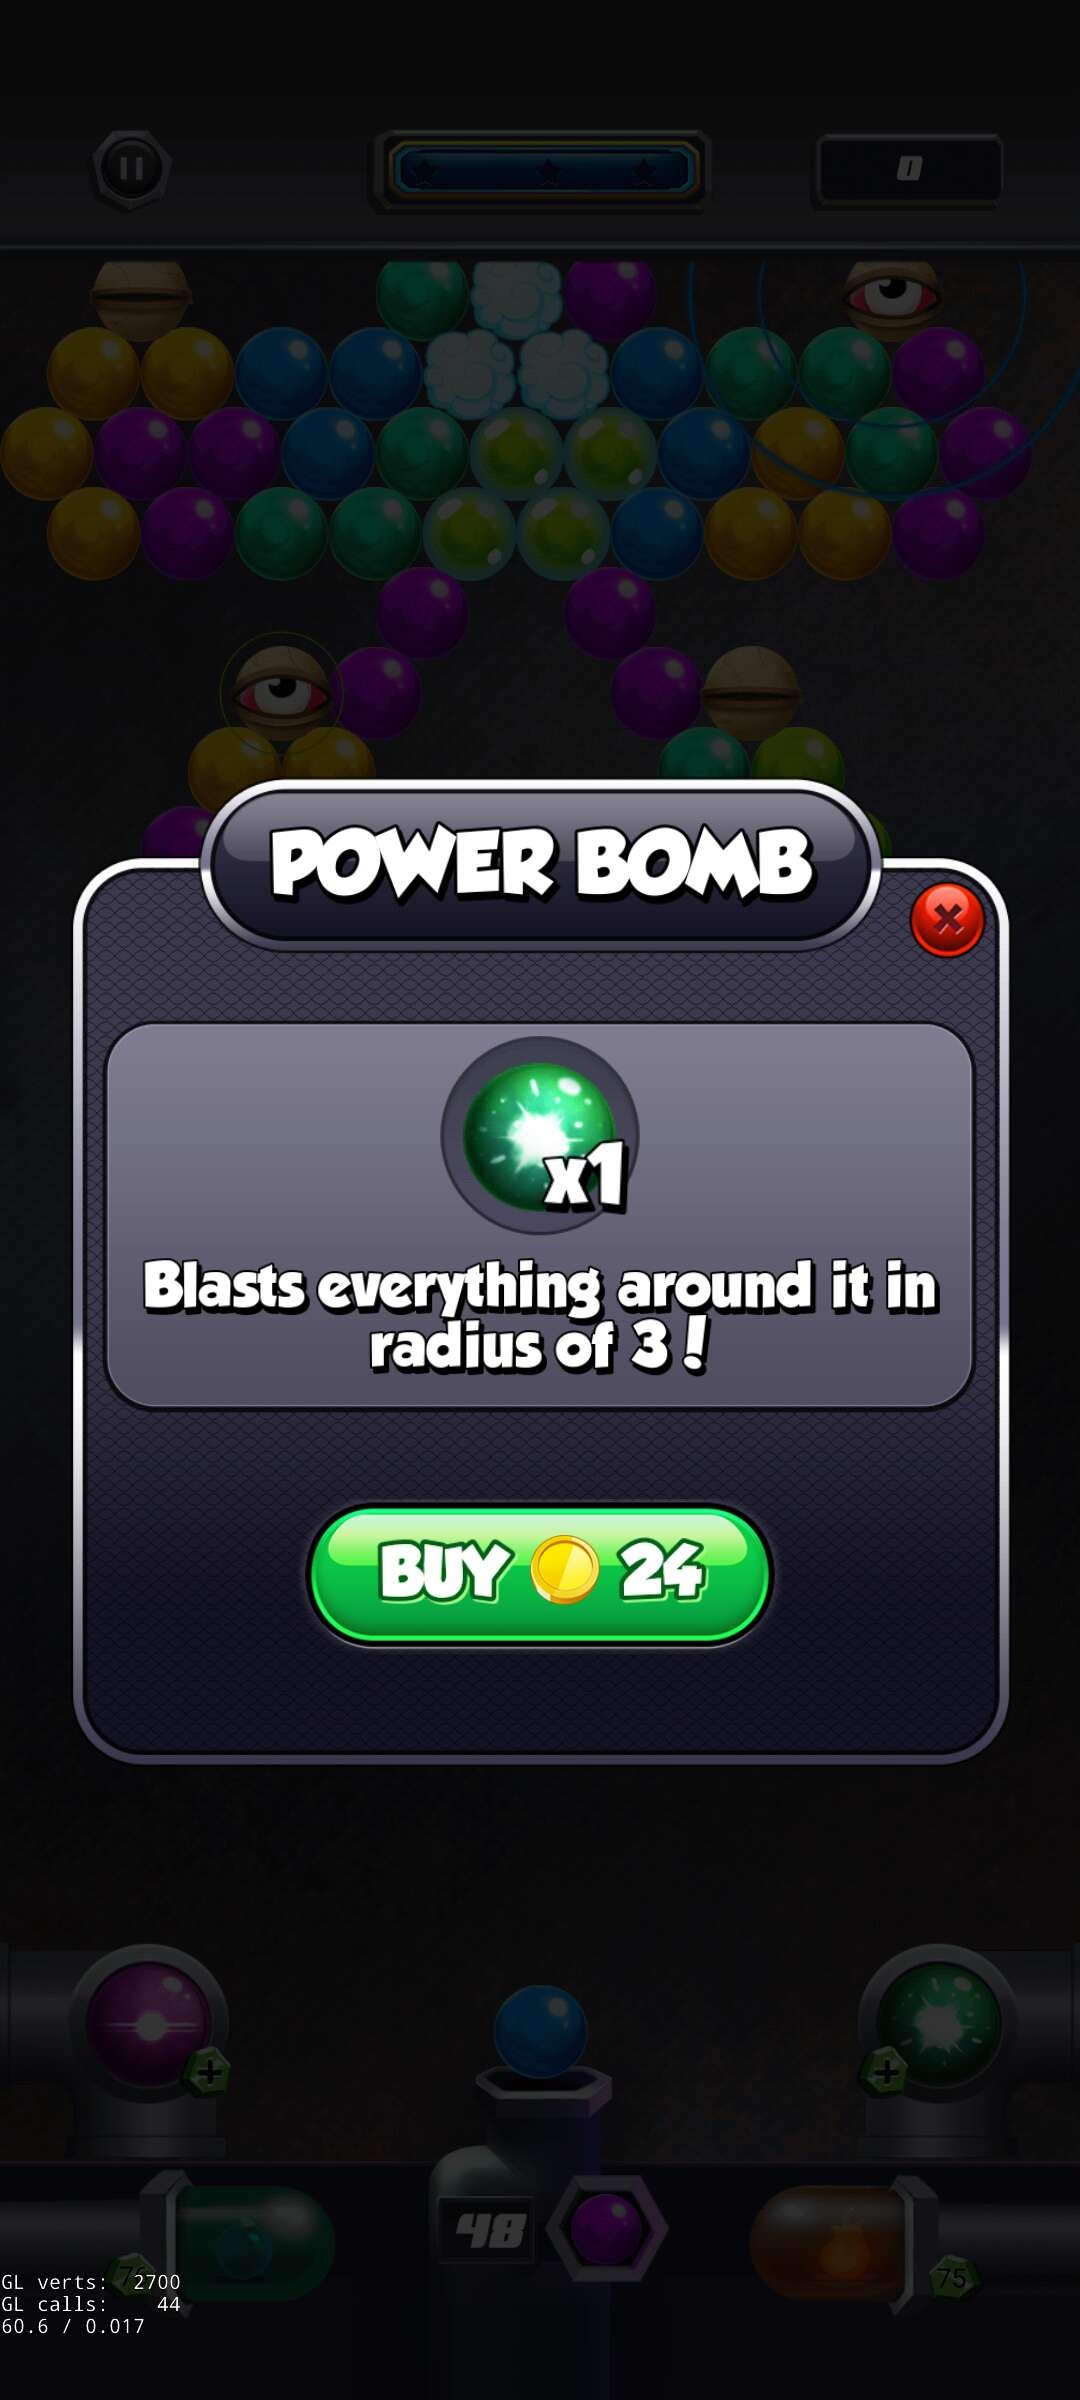 0
POWER BOMB
x1
Blasts everything around it in
radius of 3!
BUY 24
48
75
GL verts: 2700
GL calls: 44
60.6 / 0.017